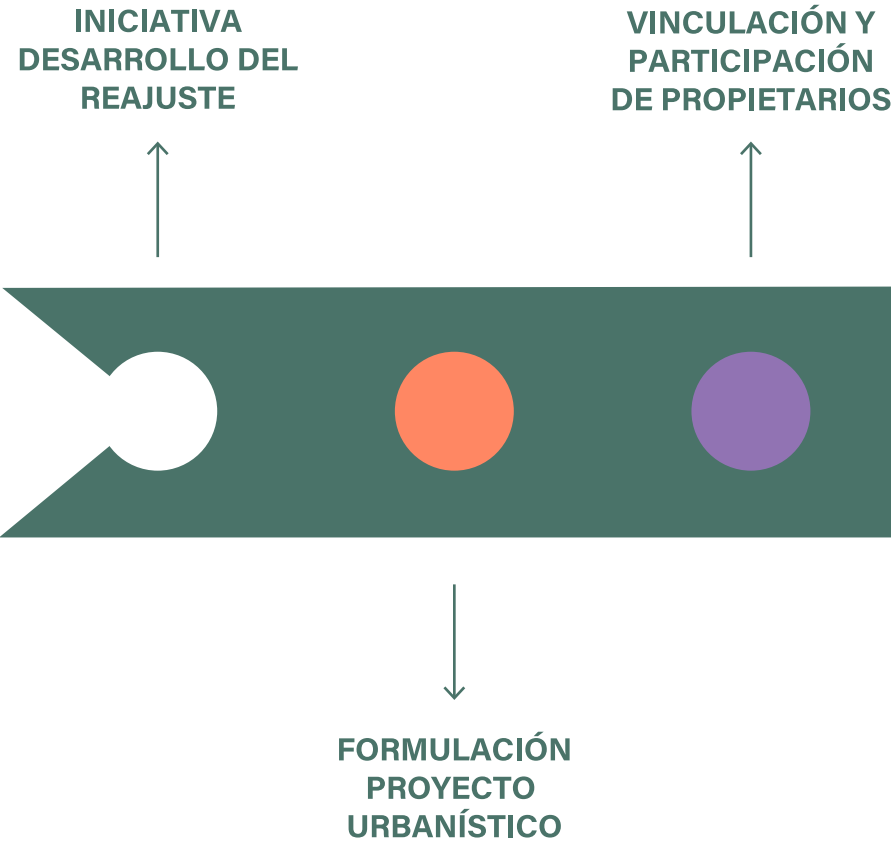 INICIATIVA
DESARROLLO DEL
REAJUSTE
VINCULACIÓN Y
PARTICIPACIÓN
DE PROPIETARIOS
FORMULACIÓN
PROYECTO
URBANÍSTICO